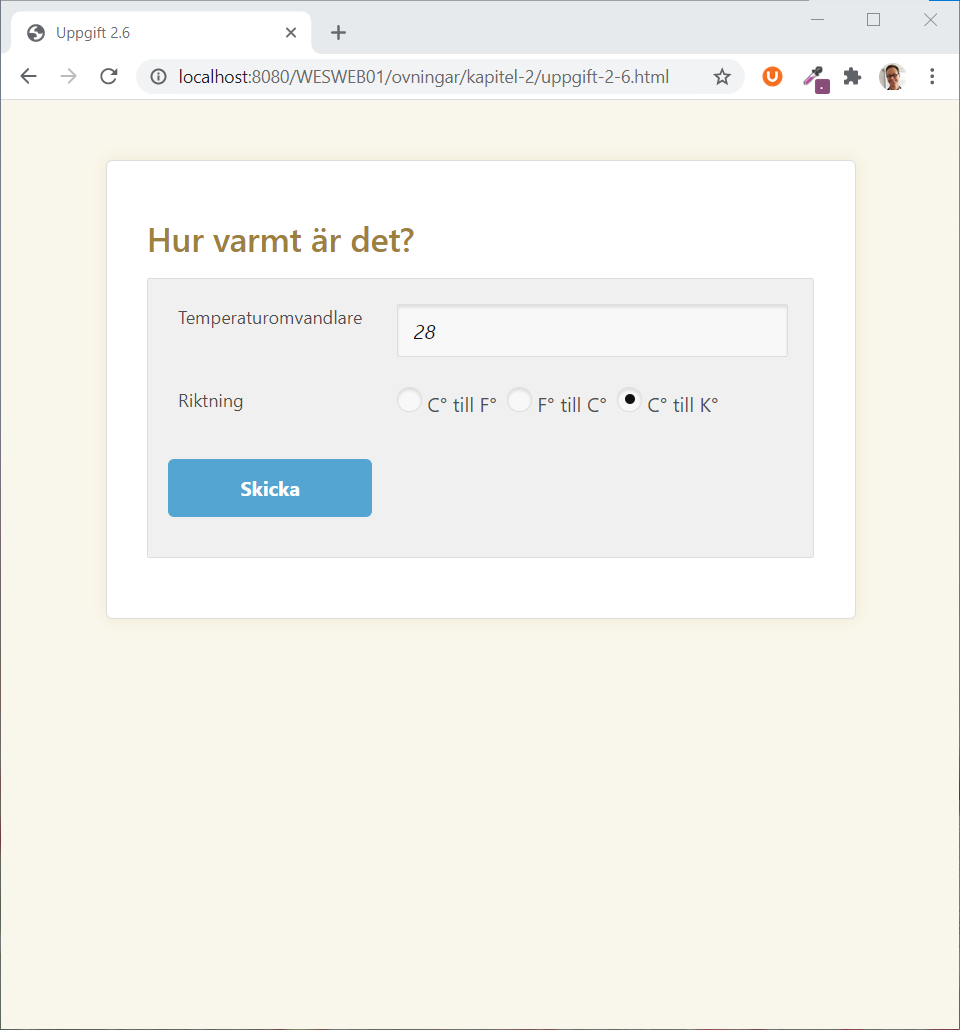 Uppgift 2.6
localhost:8080/WESWEB01/ovningar/kapitel-2/uppgift-2-6.html
Hur varmt är det?
Temperaturomvandlare
28
Riktning
C° till F° F° till C° C° till K°
Skicka